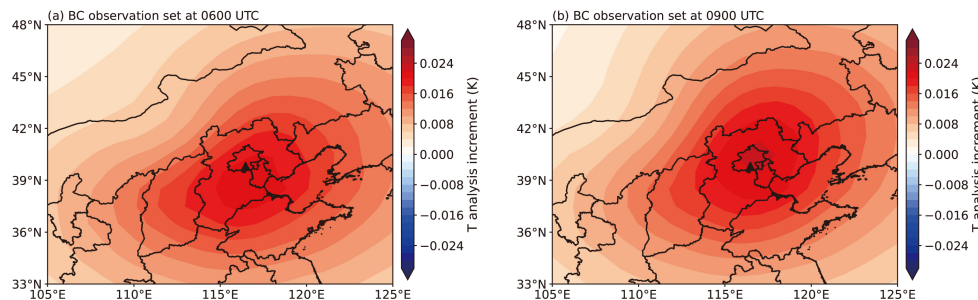 (a) BC observation set at 0600 UTC
48°N
45°N
42°N
39°N
36°N
33°N
105°E
110°E
115°E
120°E
125°E
0.024
0.016
0.008
0.000
−0.008
−0.016
−0.024
T analysis increment (K)
(b) BC observation set at 0900 UTC
48°N
45°N
42°N
39°N
36°N
33°N
105°E
110°E
115°E
120°E
125°E
0.024
0.016
0.008
0.000
−0.008
−0.016
−0.024
T analysis increment (K)